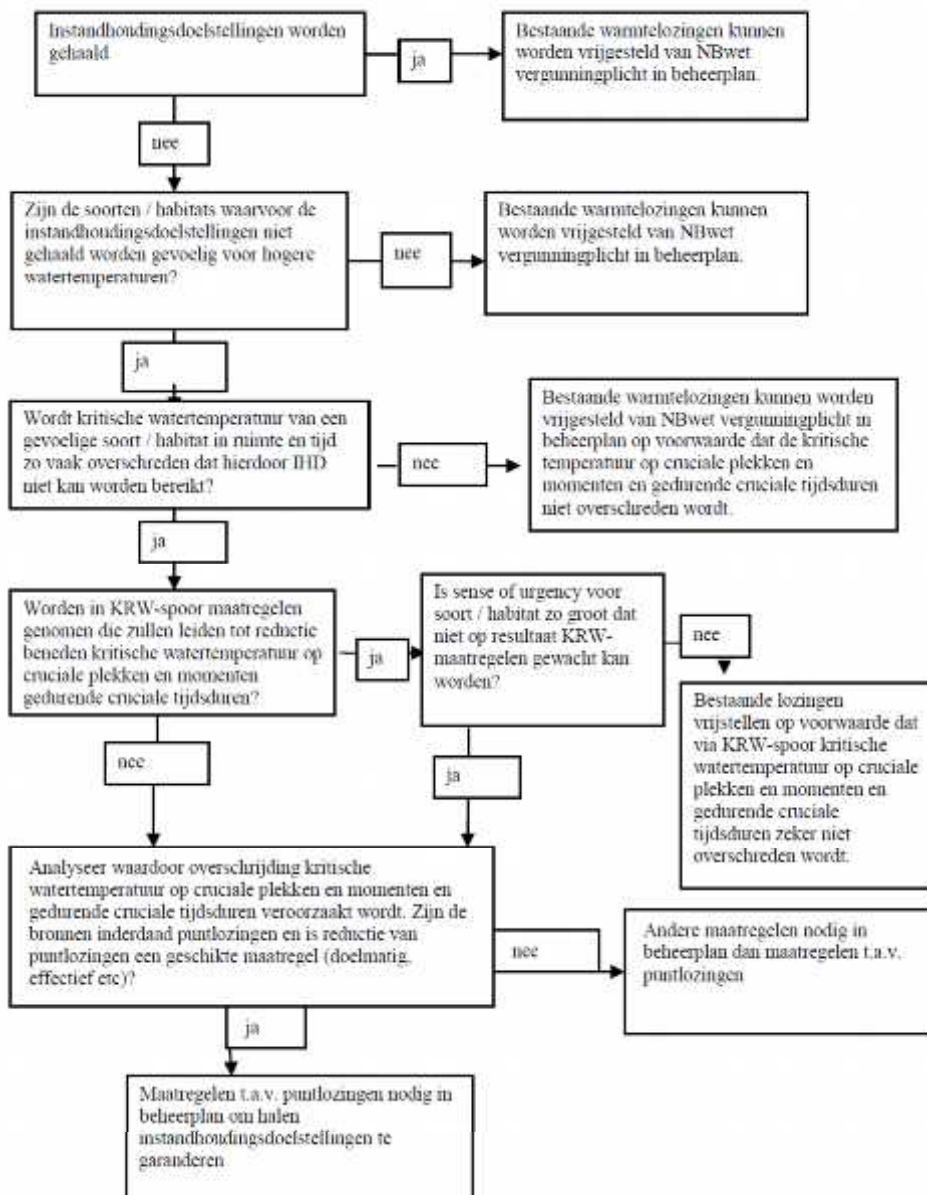 Instandhoudingsdoelstellingen worden
gehaald
ja
Bestaande warmtelozingen kunnen
worden vrijgesteld van NBwet
vergunningplicht in beheerplan.
nee
Zijn de soorten / habitats waarvoor de
instandhoudingsdoelstellingen niet
gehaald worden gevoelig voor hogere
watertemperaturen?
nee
Bestaande warmtelozingen kunnen
worden vrijgesteld van NBwet
vergunningplicht in beheerplan.
ja
Wordt kritische watertemperatuur van een
gevoelige soort / habitat in ruimte en tijd
zo vaak overschreden dat hierdoor IHD
niet kan worden bereikt?
nee
Bestaande warmtelozingen kunnen worden
vrijgesteld van NBwet vergunningplicht in
beheerplan op voorwaarde dat de kritische
temperatuur op cruciale plekken en
momenten en gedurende cruciale tijdsduren
niet overschreden wordt.
ja
Worden in KRW-spoor maatregelen
genomen die zullen leiden tot reductie
beneden kritische watertemperatuur op
cruciale plekken en momenten
gedurende cruciale tijdsduren?
ja
Is sense of urgency voor
soort / habitat zo groot dat
niet op resultaat KRW-
maatregelen gewacht kan
worden?
nee
Bestaande lozingen
vrijstellen op voorwaarde dat
via KRW-spoor kritische
watertemperatuur op cruciale
plekken en momenten en
gedurende cruciale
tijdsduren zeker niet
overschreden wordt.
nee
ja
Analyseer waardoor overschrijding kritische
watertemperatuur op cruciale plekken en momenten en
gedurende cruciale tijdsduren veroorzaakt wordt. Zijn de
bronnen inderdaad puntlozingen en is reductie van
puntlozingen een geschikte maatregel (doelmatig,
effectief etc)?
nee
Andere maatregelen nodig in
beheerplan dan maatregelen t.a.v.
puntlozingen
ja
Maatregelen t.a.v. puntlozingen nodig in
beheerplan om halen
instandhoudingsdoelstellingen te
garanderen